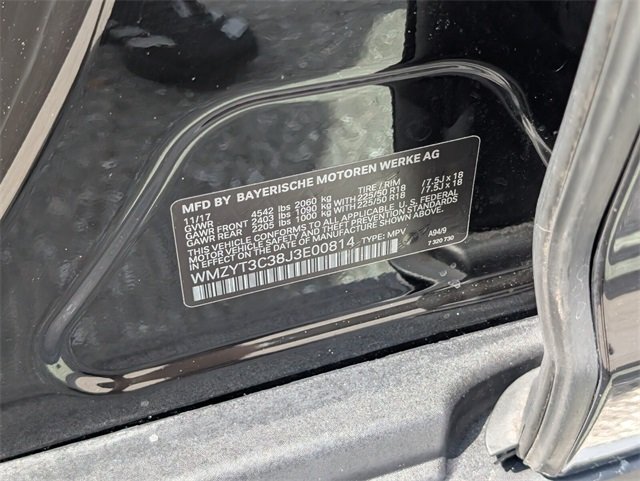 MFD BY BAYERISCHE MOTOREN WERKE AG
11/17 TIRE/RIM
GVWR 4542 lbs 2060 kg
GAWR FRONT 2403 lbs 1090 kg WITH 225/50 R18 /7.5J x 18
GAWR REAR 2205 lbs 1000 kg WITH 225/50 R18 /7.5J x 18
THIS VEHICLE CONFORMS TO ALL APPLICABLE U.S. FEDERAL
MOTOR VEHICLE SAFETY AND THEFT PREVENTION STANDARDS
IN EFFECT ON THE DATE OF MANUFACTURE SHOWN ABOVE.
WMZYT3C38J3E00814 TYPE: MPV A94/9
7 320 730